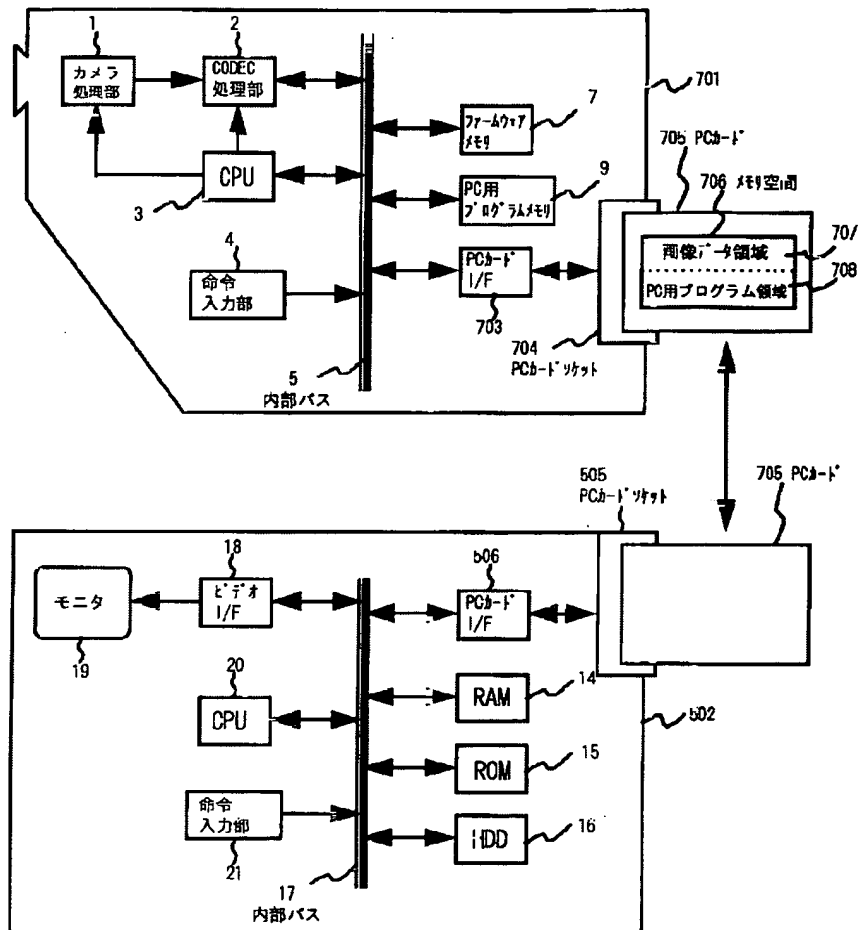 1
カメラ
処理部
2
CODEC
処理部
3
CPU
4
命令
入力部
5
内部バス
7
ファームウェア
メモリ
9
PC用
プログラムメモリ
PCカード
I/F
703
704
PCカードソケット
701
705 PCカード
706 メモリ空間
画像データ領域
707
PC用プログラム領域
708
505
PCカードソケット
705 PCカード
モニタ
19
18
ビデオ
I/F
20
CPU
命令
入力部
21
17
内部バス
506
PCカード
I/F
14
RAM
15
ROM
16
HDD
502